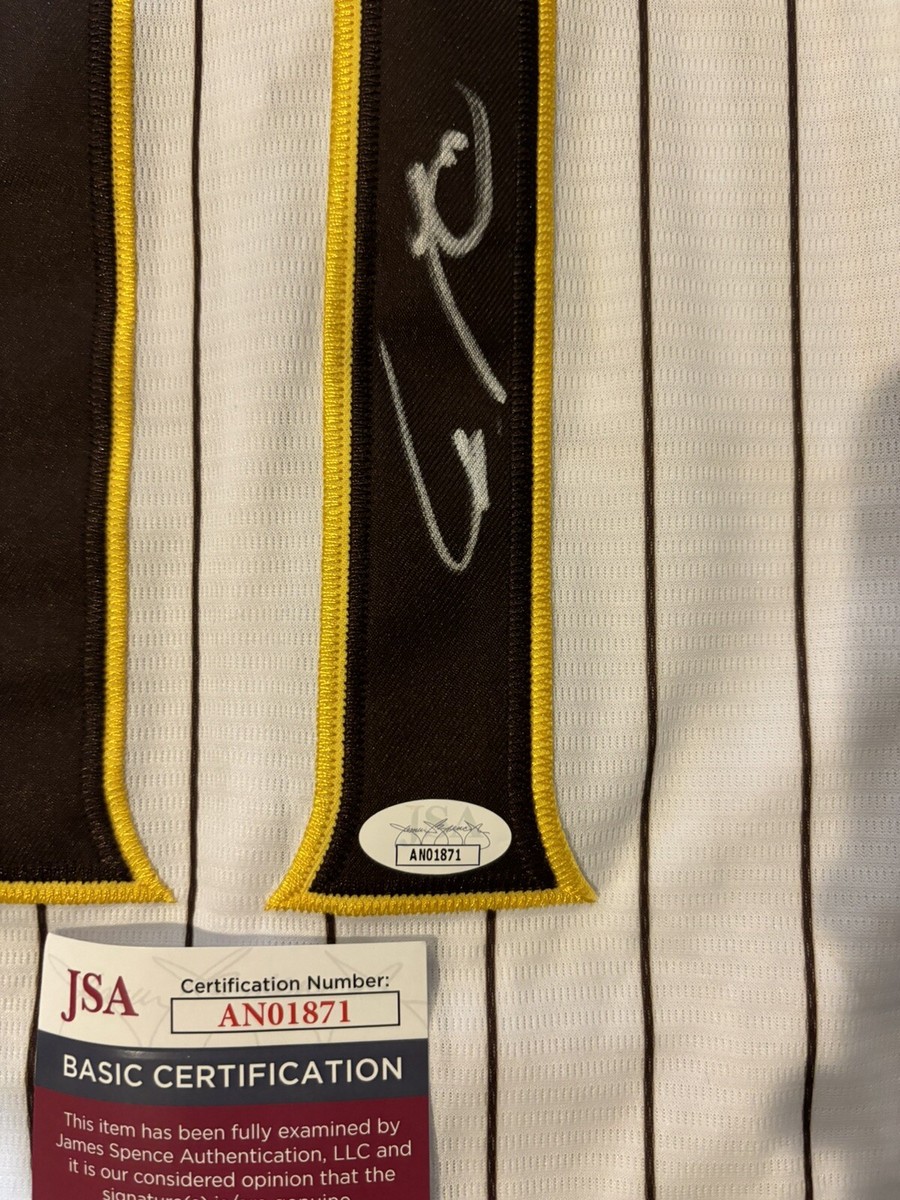 AN01871
JSA
Certification Number:
AN01871
BASIC CERTIFICATION
This item has been fully examined by
James Spence Authentication, LLC and
it is our considered opinion that the